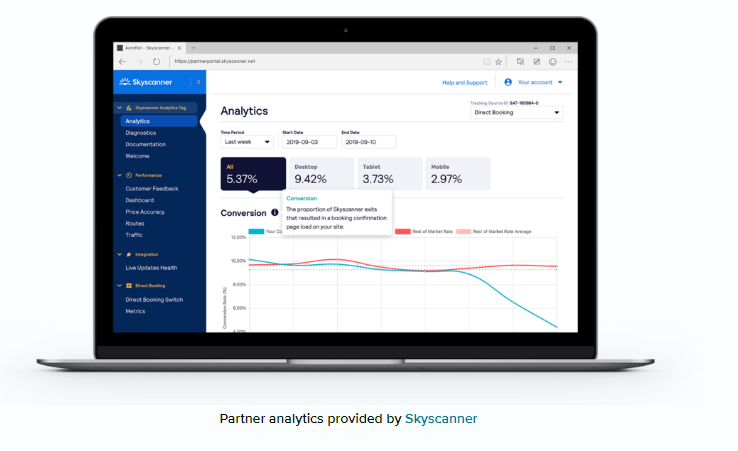 Aerofist - Skyscanner...
https://partnerportal.skyscanner.net
Skyscanner
Help and Support
Your account
Skyscanner Analytics Tag
Analytics
Diagnostics
Documentation
Welcome
Performance
Customer Feedback
Dashboard
Price Accuracy
Routes
Traffic
Integration
Live Updates Health
Direct Booking
Direct Booking Switch
Metrics
Analytics
Tracking Source ID: SAT-100984-0
Direct Booking
Time Period
Start Date
End Date
Last week
2019-09-03
2019-09-10
All
Desktop
Tablet
Mobile
5.37%
9.42%
3.73%
2.97%
Conversion
The proportion of Skyscanner exits
that resulted in a booking confirmation
page load on your site.
Conversion
Your
Rest of Market Rate
Rest of Market Rate Average
12.00%
10.00%
8.00%
6.00%
Conversion Rate (%)
Partner analytics provided by Skyscanner